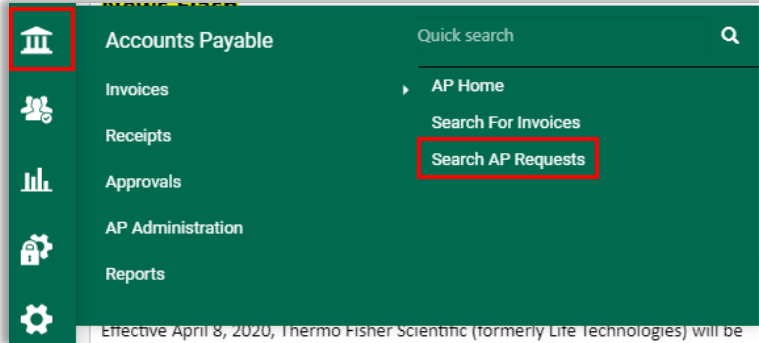 Accounts Payable
Quick search
Invoices
AP Home
Search For Invoices
Receipts
Search AP Requests
Approvals
AP Administration
Reports
Effective April 8, 2020, Thermo Fisher Scientific (formerly Life Technologies) will be